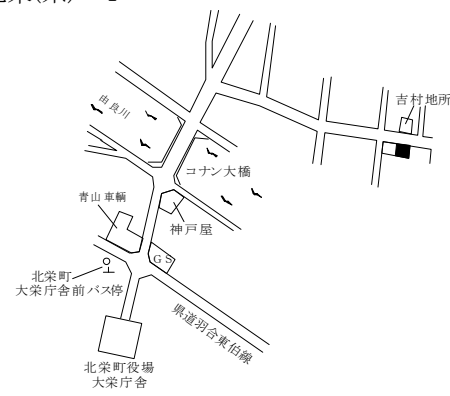 吉村地所
由良川
コナン大橋
青山車輌
神戸屋
GS
北栄町
大栄庁舎前バス停
県道羽合東伯線
北栄町役場
大栄庁舎